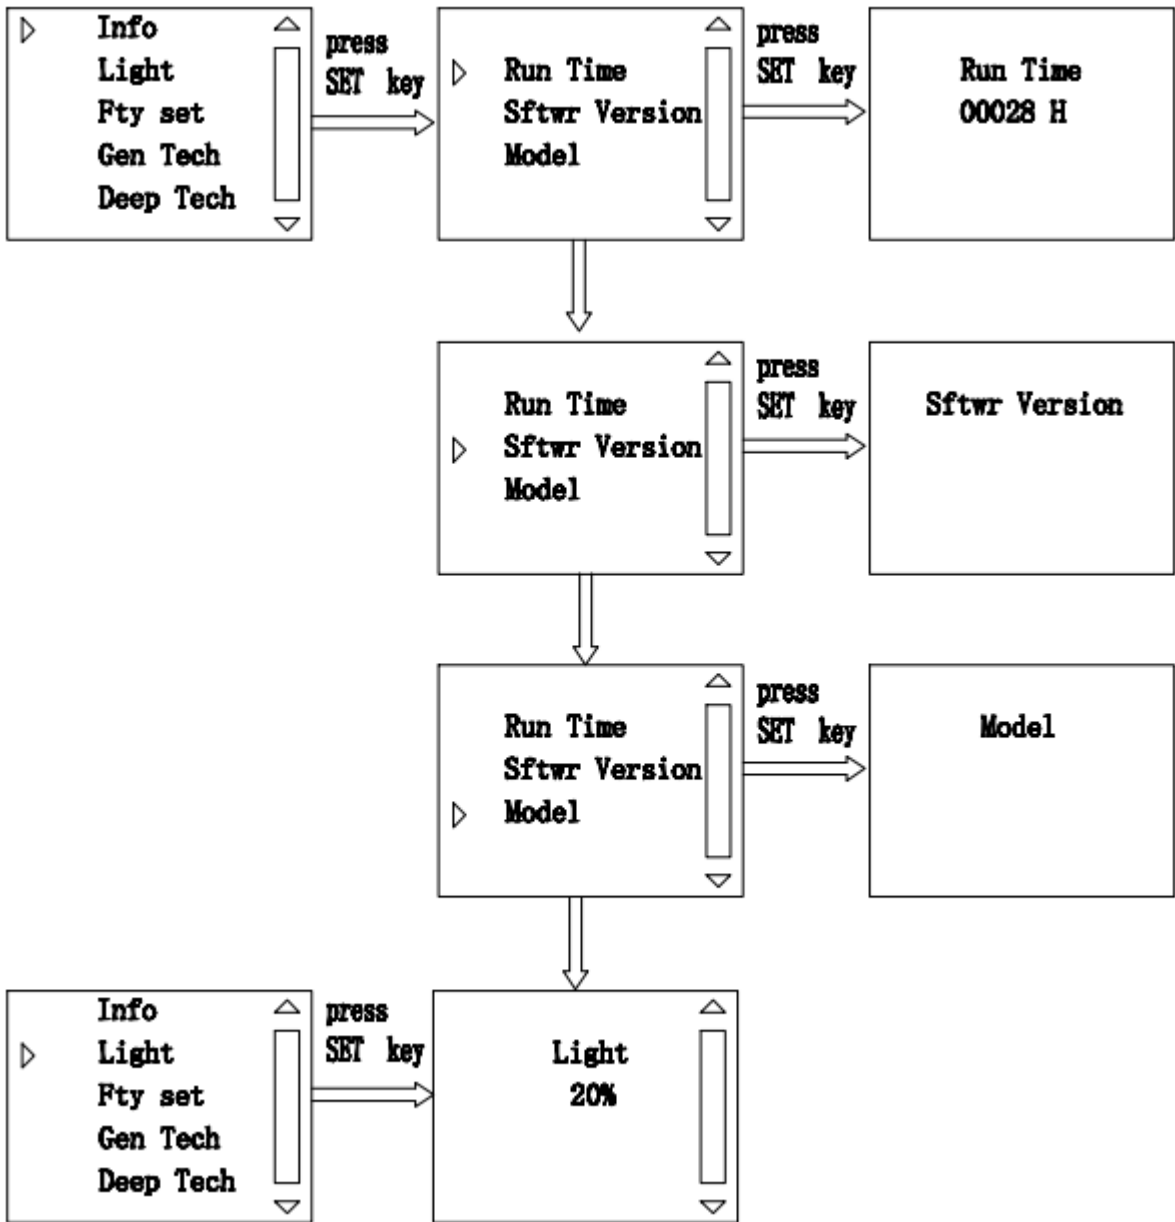 Info
Light
Fty set
Gen Tech
Deep Tech
press
SET key
Run Time
Sftwr Version
Model
press
SET key
Run Time
00028 H
Run Time
Sftwr Version
Model
press
SET key
Sftwr Version
Run Time
Sftwr Version
Model
press
SET key
Model
Info
Light
Fty set
Gen Tech
Deep Tech
press
SET key
Light
20%